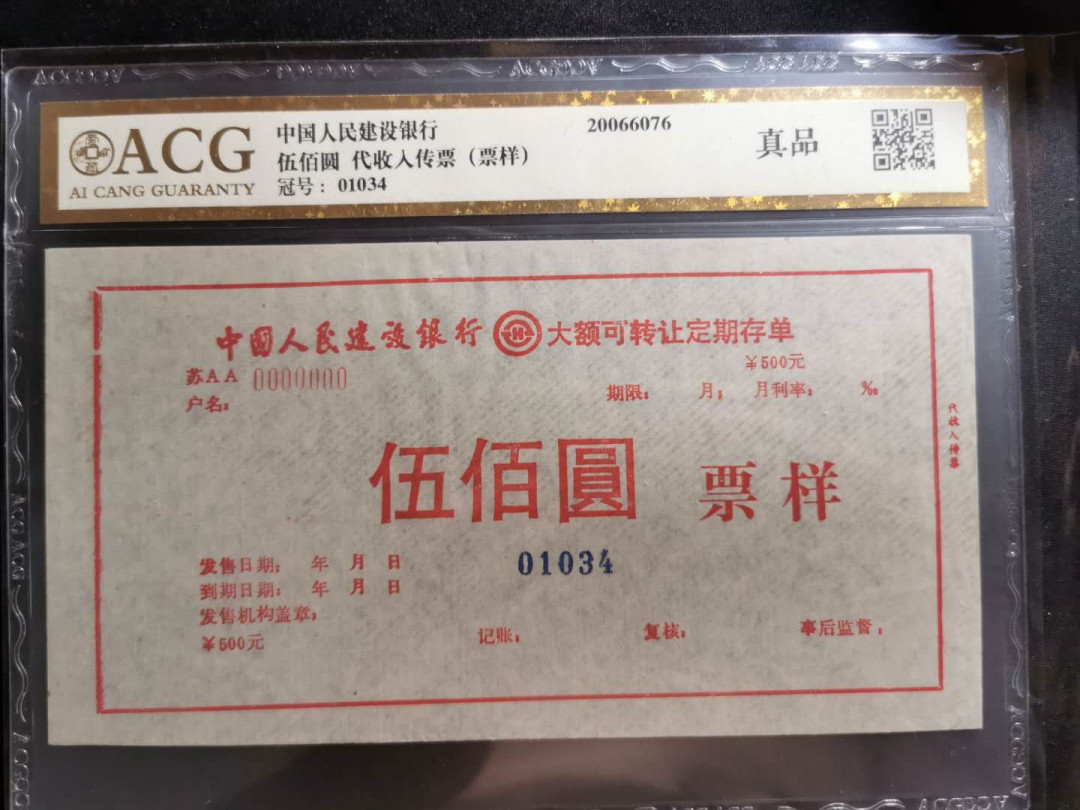 ACG
AI CANG GUARANTY
中国人民建设银行
伍佰圆 代收入传票（票样）
冠号：01034
20066076
真品
中國人民建设银行 大额可转让定期存单
¥500元
苏AA 0000000
期限： 月； 月利率： ‰
户名：
代收入传票
伍佰圓 票样
01034
发售日期： 年 月 日
到期日期： 年 月 日
发售机构盖章：
¥500元
记账：
复核：
事后监督：